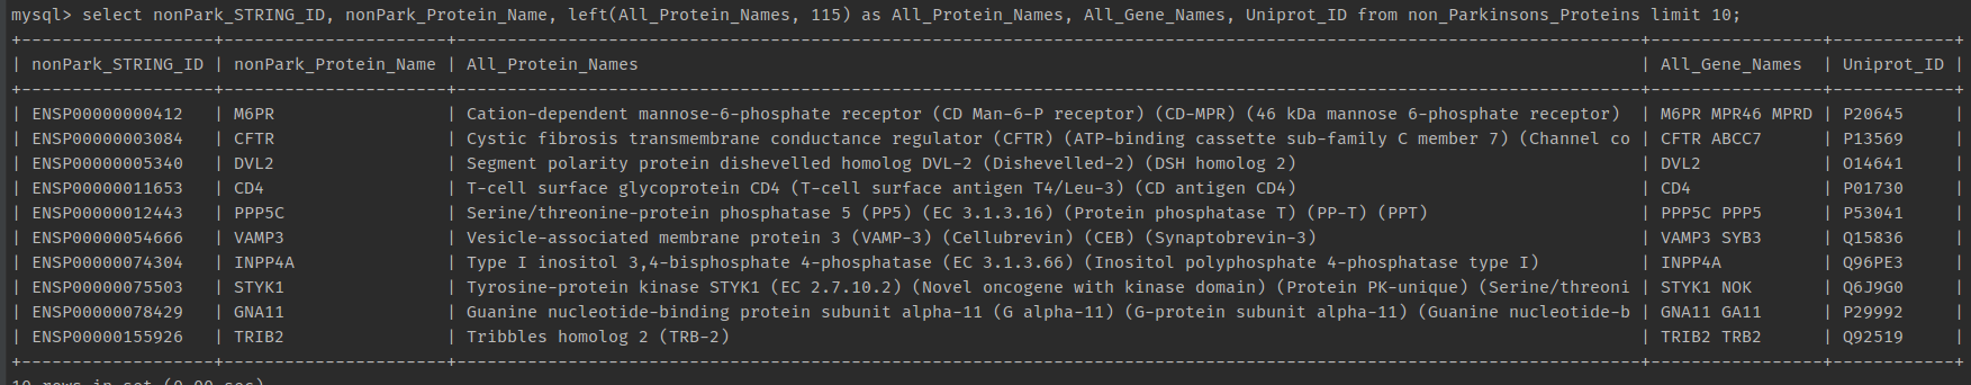 mysql> select nonPark_STRING_ID, nonPark_Protein_Name, left(All_Protein_Names, 115) as All_Protein_Names, All_Gene_Names, Uniprot_ID from non_Parkinsons_Proteins limit 10;
| nonPark_STRING_ID | nonPark_Protein_Name | All_Protein_Names | All_Gene_Names | Uniprot_ID |
| ENSP00000000412 | M6PR | Cation-dependent mannose-6-phosphate receptor (CD Man-6-P receptor) (CD-MPR) (46 kDa mannose 6-phosphate receptor) | M6PR MPR46 MPRD | P20645 |
| ENSP00000003084 | CFTR | Cystic fibrosis transmembrane conductance regulator (CFTR) (ATP-binding cassette sub-family C member 7) (Channel co | CFTR ABCC7 | P13569 |
| ENSP00000005340 | DVL2 | Segment polarity protein dishevelled homolog DVL-2 (Dishevelled-2) (DSH homolog 2) | DVL2 | O14641 |
| ENSP00000011653 | CD4 | T-cell surface glycoprotein CD4 (T-cell surface antigen T4/Leu-3) (CD antigen CD4) | CD4 | P01730 |
| ENSP00000012443 | PPP5C | Serine/threonine-protein phosphatase 5 (PP5) (EC 3.1.3.16) (Protein phosphatase T) (PP-T) (PPT) | PPP5C PPP5 | P53041 |
| ENSP00000054666 | VAMP3 | Vesicle-associated membrane protein 3 (VAMP-3) (Cellubrevin) (CEB) (Synaptobrevin-3) | VAMP3 SYB3 | Q15836 |
| ENSP00000074304 | INPP4A | Type I inositol 3,4-bisphosphate 4-phosphatase (EC 3.1.3.66) (Inositol polyphosphate 4-phosphatase type I) | INPP4A | Q96PE3 |
| ENSP00000075503 | STYK1 | Tyrosine-protein kinase STYK1 (EC 2.7.10.2) (Novel oncogene with kinase domain) (Protein PK-unique) (Serine/threoni | STYK1 NOK | Q6J9G0 |
| ENSP00000078429 | GNA11 | Guanine nucleotide-binding protein subunit alpha-11 (G alpha-11) (G-protein subunit alpha-11) (Guanine nucleotide-b | GNA11 GA11 | P29992 |
| ENSP00000155926 | TRIB2 | Tribbles homolog 2 (TRB-2) | TRIB2 TRB2 | Q92519 |
10 rows in set (0.00 sec)